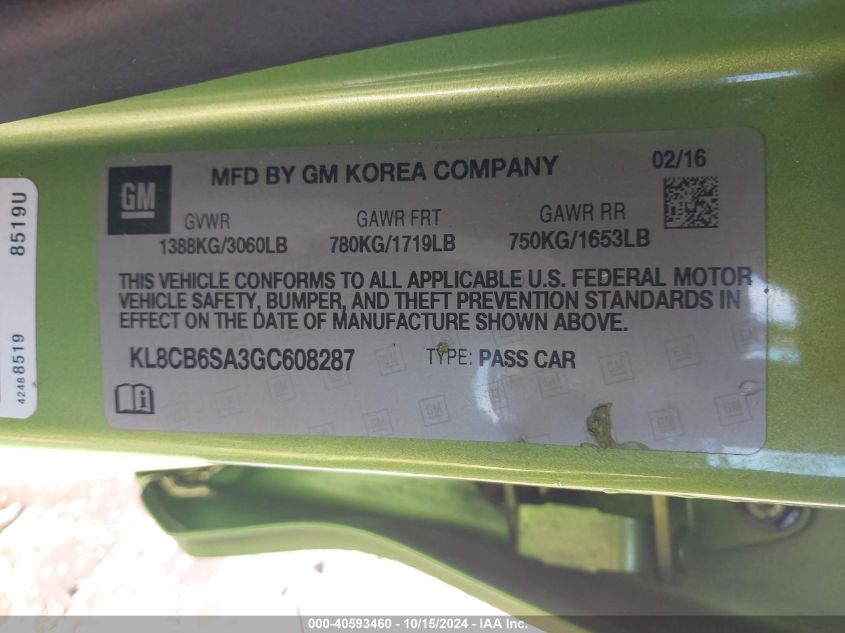 GM
MFD BY GM KOREA COMPANY
02/16
GVWR
1388KG/3060LB
GAWR FRT
780KG/1719LB
GAWR RR
750KG/1653LB
THIS VEHICLE CONFORMS TO ALL APPLICABLE U.S. FEDERAL MOTOR
VEHICLE SAFETY, BUMPER, AND THEFT PREVENTION STANDARDS IN
EFFECT ON THE DATE OF MANUFACTURE SHOWN ABOVE.
KL8CB6SA3GC608287
TYPE: PASS CAR
8519U
42488519
000-40593460 - 10/15/2024 - IAA Inc.